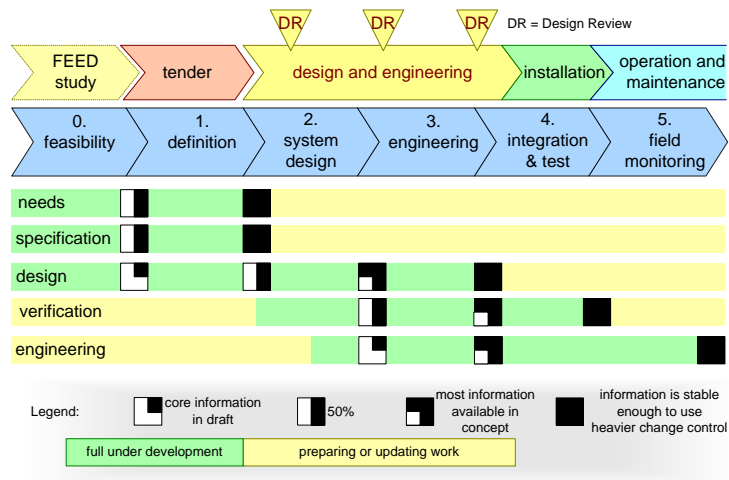 DR DR DR DR = Design Review
FEED
study
tender
design and engineering
installation
operation and
maintenance
0.
feasibility
1.
definition
2.
system
design
3.
engineering
4.
integration
& test
5.
field
monitoring
needs
specification
design
verification
engineering
Legend:
core information
in draft
50%
most information
available in
concept
information is stable
enough to use
heavier change control
full under development
preparing or updating work